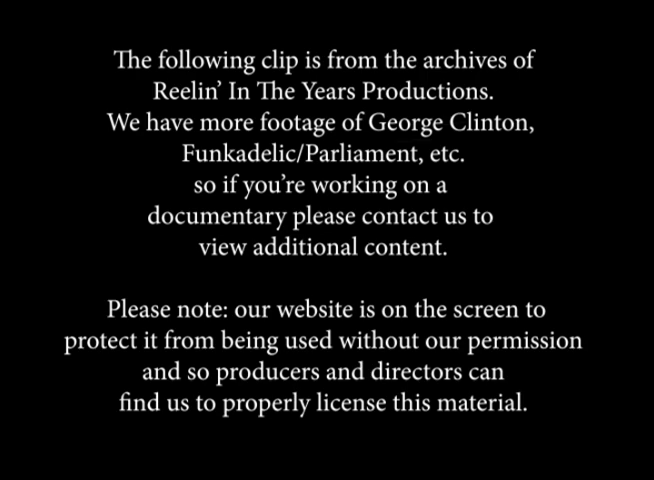 The following clip is from the archives of
Reelin’ In The Years Productions.
We have more footage of George Clinton,
Funkadelic/Parliament, etc.
so if you’re working on a
documentary please contact us to
view additional content.
Please note: our website is on the screen to
protect it from being used without our permission
and so producers and directors can
find us to properly license this material.